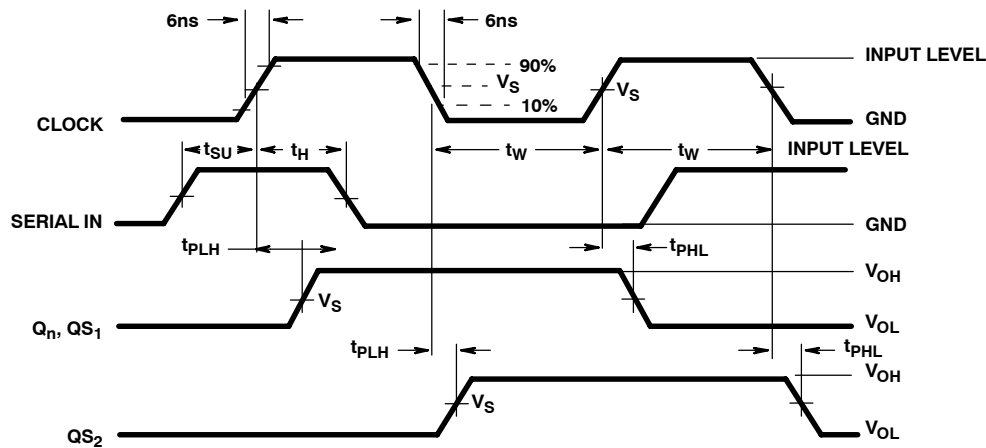 6ns 6ns
INPUT LEVEL
90%
VS VS
10%
CLOCK GND
tSU tH tW tW INPUT LEVEL
SERIAL IN GND
tPLH tPHL
VOH
VS
Qn, QS1 VOL
tPLH tPHL
VOH
VS
QS2 VOL